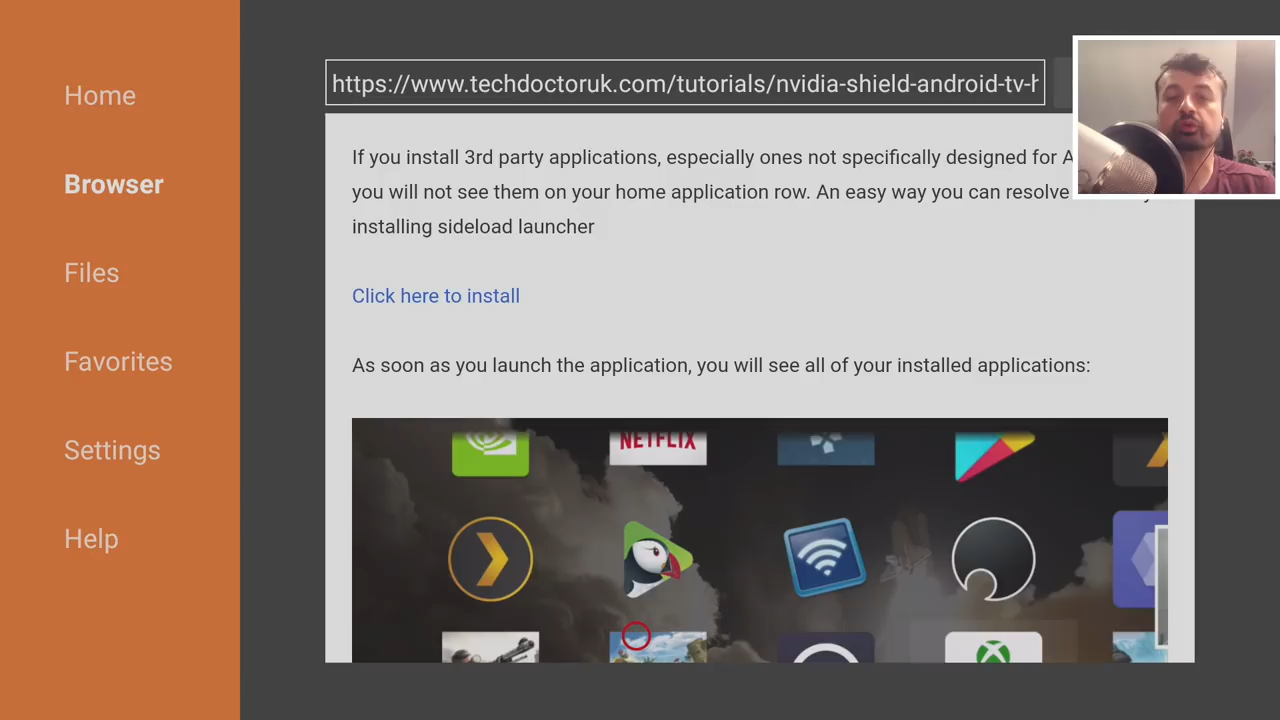 Home
Browser
Files
Favorites
Settings
Help
https://www.techdoctoruk.com/tutorials/nvidia-shield-android-tv-h
If you install 3rd party applications, especially ones not specifically designed for A
you will not see them on your home application row. An easy way you can resolve
installing sideload launcher
Click here to install
As soon as you launch the application, you will see all of your installed applications:
NETFLIX